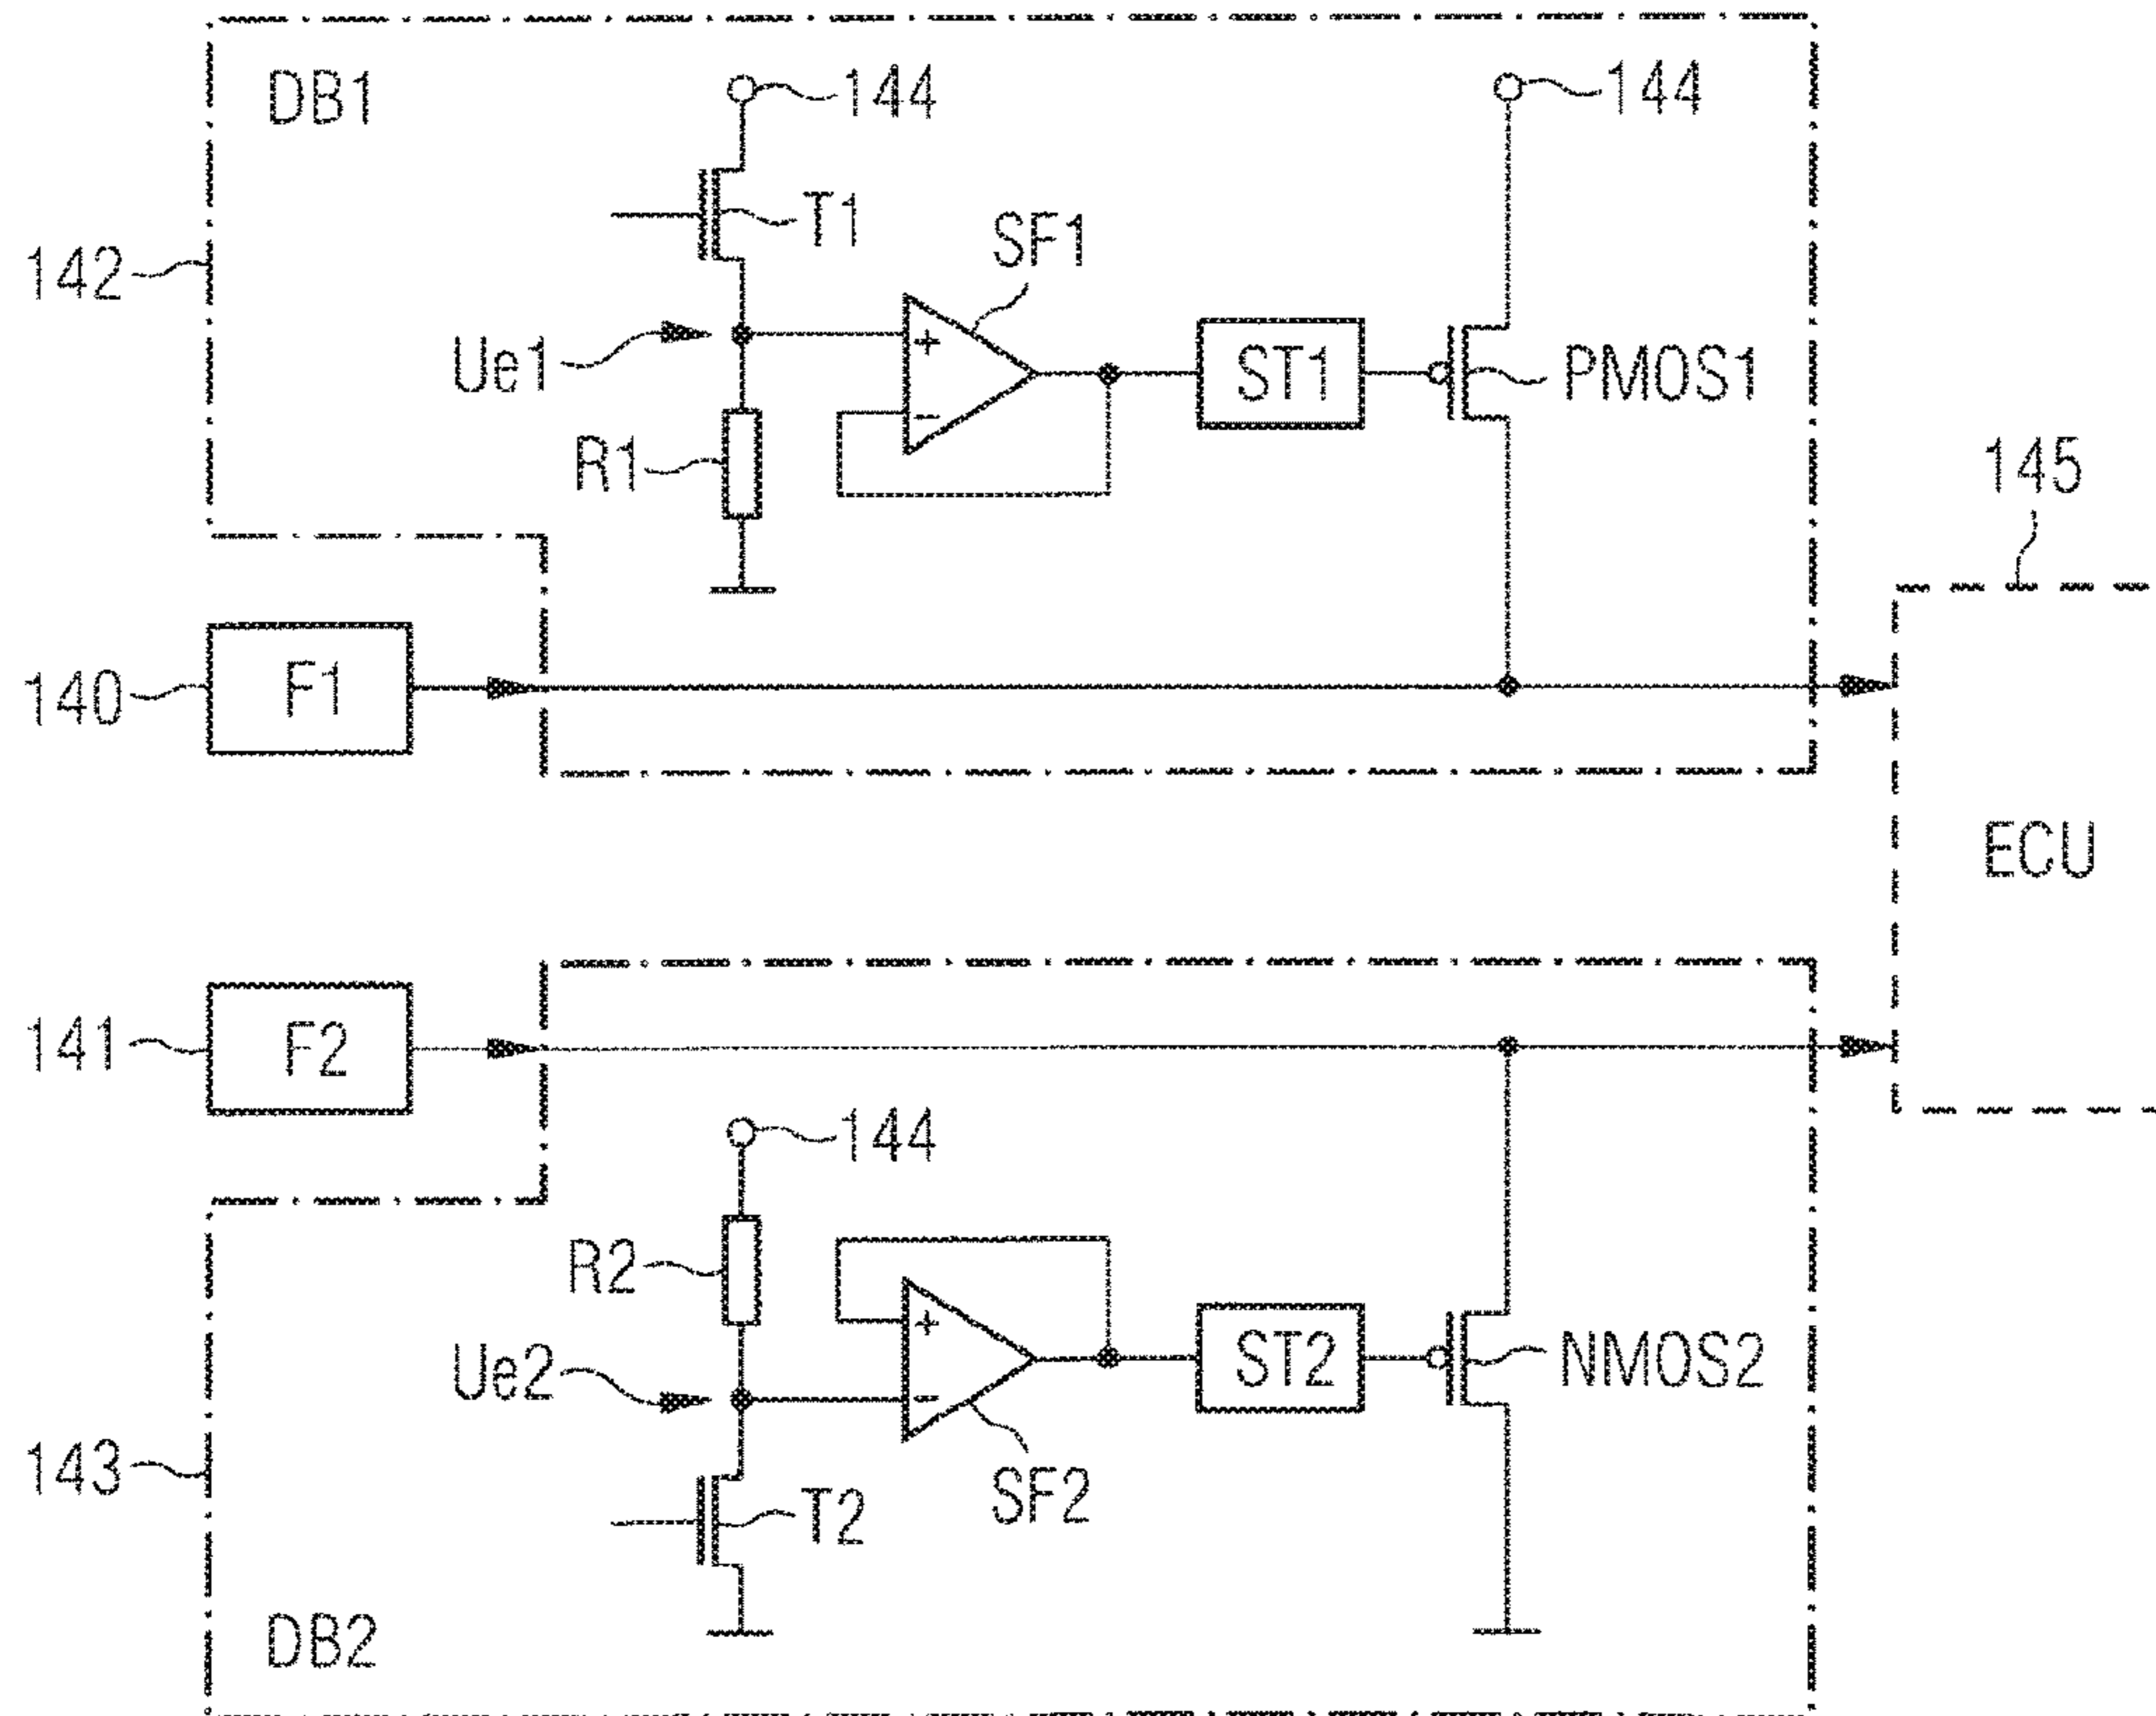 DB1
144
144
T1
SF1
142
Ue1
+
-
ST1
PMOS1
R1
145
140
F1
ECU
141
F2
144
R2
+
-
ST2
NMOS2
Ue2
143
T2
SF2
DB2